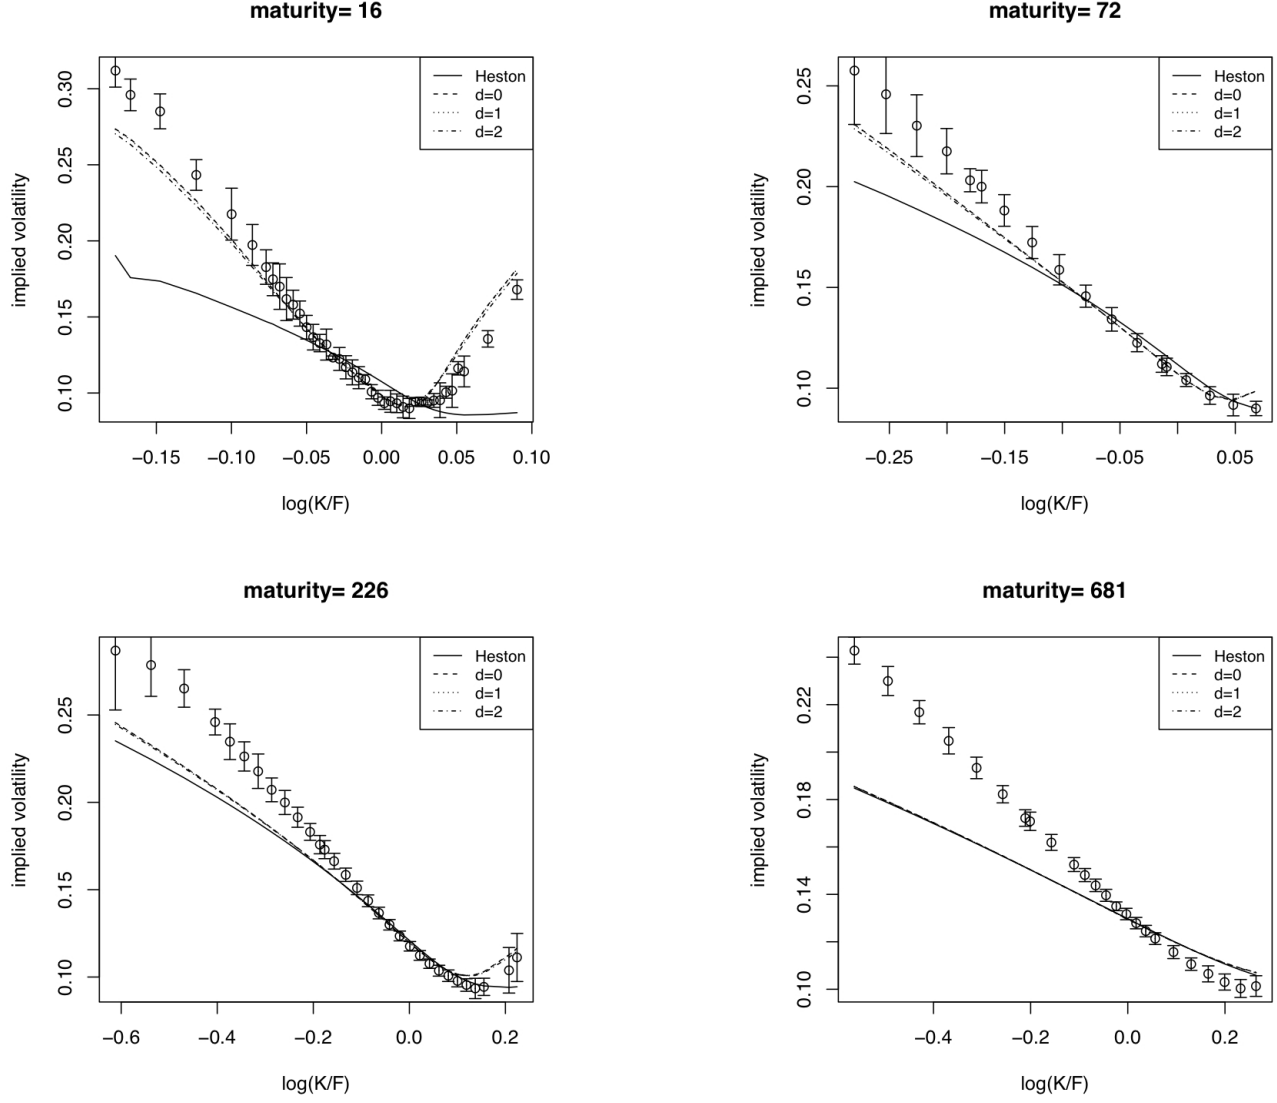 maturity= 16
implied volatility
0.10 0.15 0.20 0.25 0.30
−0.15 −0.10 −0.05 0.00 0.05 0.10
log(K/F)
Heston
d=0
d=1
d=2
maturity= 72
implied volatility
0.10 0.15 0.20 0.25
−0.25 −0.15 −0.05 0.05
log(K/F)
Heston
d=0
d=1
d=2
maturity= 226
implied volatility
0.10 0.15 0.20 0.25
−0.6 −0.4 −0.2 0.0 0.2
log(K/F)
Heston
d=0
d=1
d=2
maturity= 681
implied volatility
0.10 0.14 0.18 0.22
−0.4 −0.2 0.0 0.2
log(K/F)
Heston
d=0
d=1
d=2